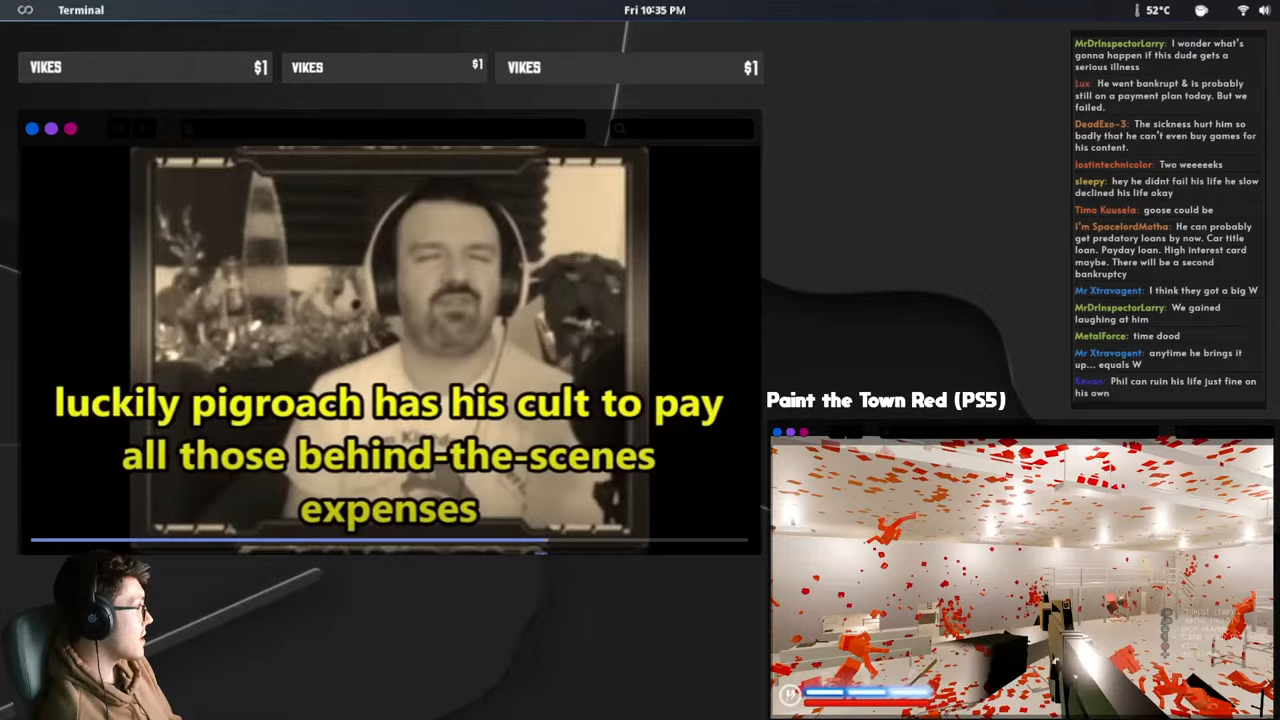 Terminal
Fri 10:35 PM
52°C
VIKES $1
VIKES $1
VIKES $1
luckily pigroach has his cult to pay
all those behind-the-scenes
expenses
MrDrInspectorLarry: I wonder what's
gonna happen if this dude gets a
serious illness
Lux: He went bankrupt & is probably
still on a payment plan today. But we
failed.
DeadExo-3: The sickness hurt him so
badly that he can't even buy games for
his content.
lostintechnicolor: Two weeeeks
sleepy: hey he didnt fail his life he slow
declined his life okay
Timo Kuusela: goose could be
I'm SpacelordMotha: He can probably
get predatory loans by now. Car title
loan. Payday loan. High interest card
maybe. There will be a second
bankruptcy
Mr Xtravagent: I think they got a big W
MrDrInspectorLarry: We gained
laughing at him
MetalForce: time dood
Mr Xtravagent: anytime he brings it
up... equals W
Kevan: Phil can ruin his life just fine on
his own
Paint the Town Red (PS5)